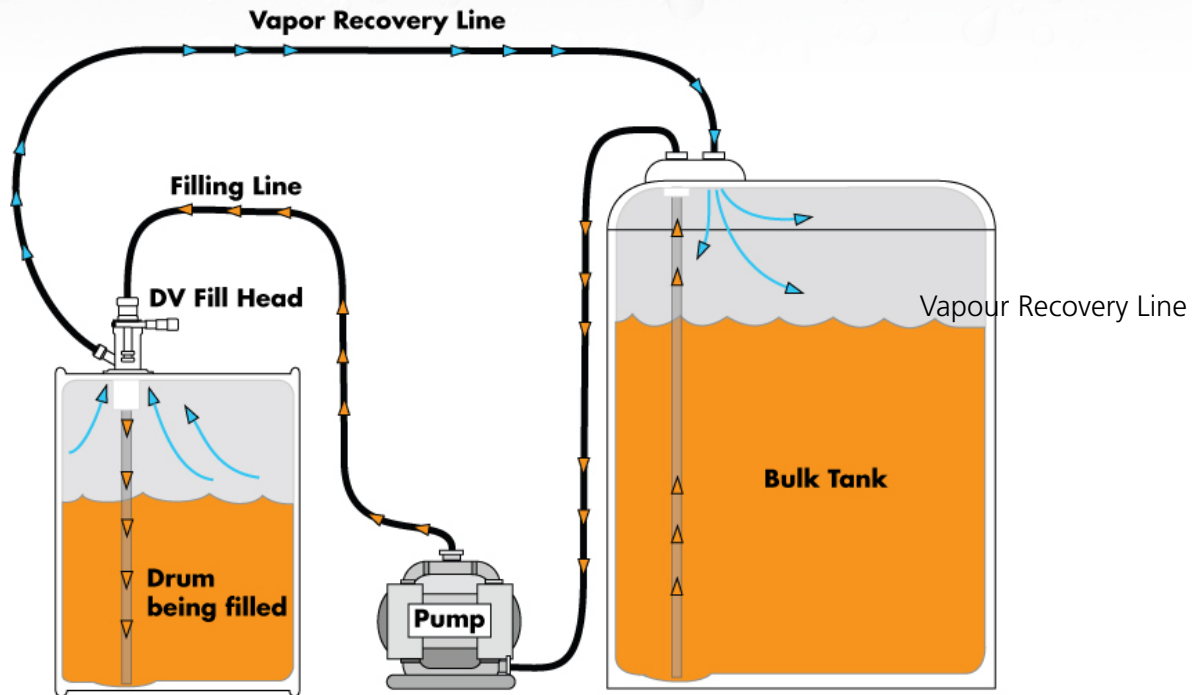 Vapor Recovery Line
Filling Line
DV Fill Head
Vapour Recovery Line
Bulk Tank
Drum
being filled
Pump